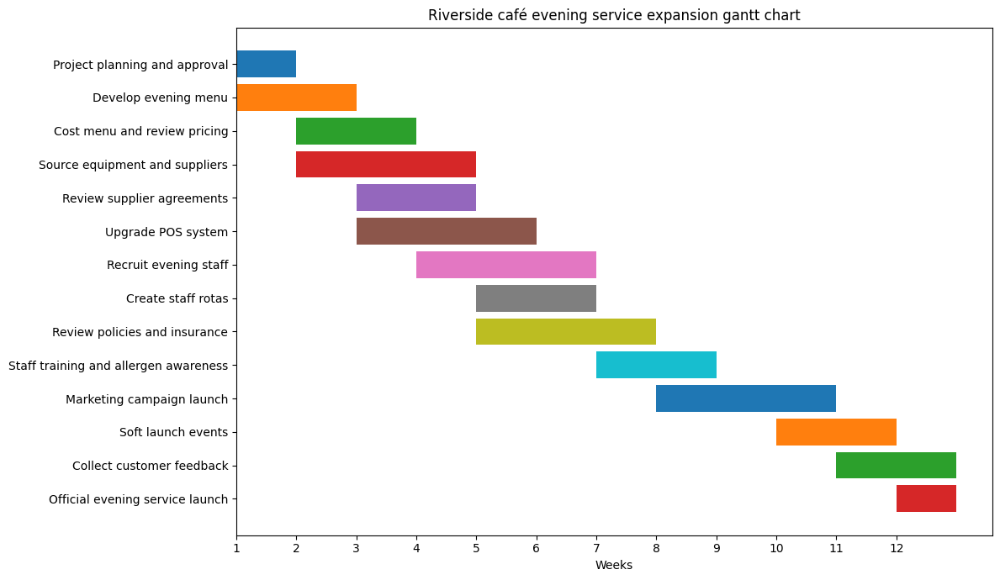 Riverside café evening service expansion gantt chart
Project planning and approval
Develop evening menu
Cost menu and review pricing
Source equipment and suppliers
Review supplier agreements
Upgrade POS system
Recruit evening staff
Create staff rotas
Review policies and insurance
Staff training and allergen awareness
Marketing campaign launch
Soft launch events
Collect customer feedback
Official evening service launch
1 2 3 4 5 6 7 8 9 10 11 12
Weeks